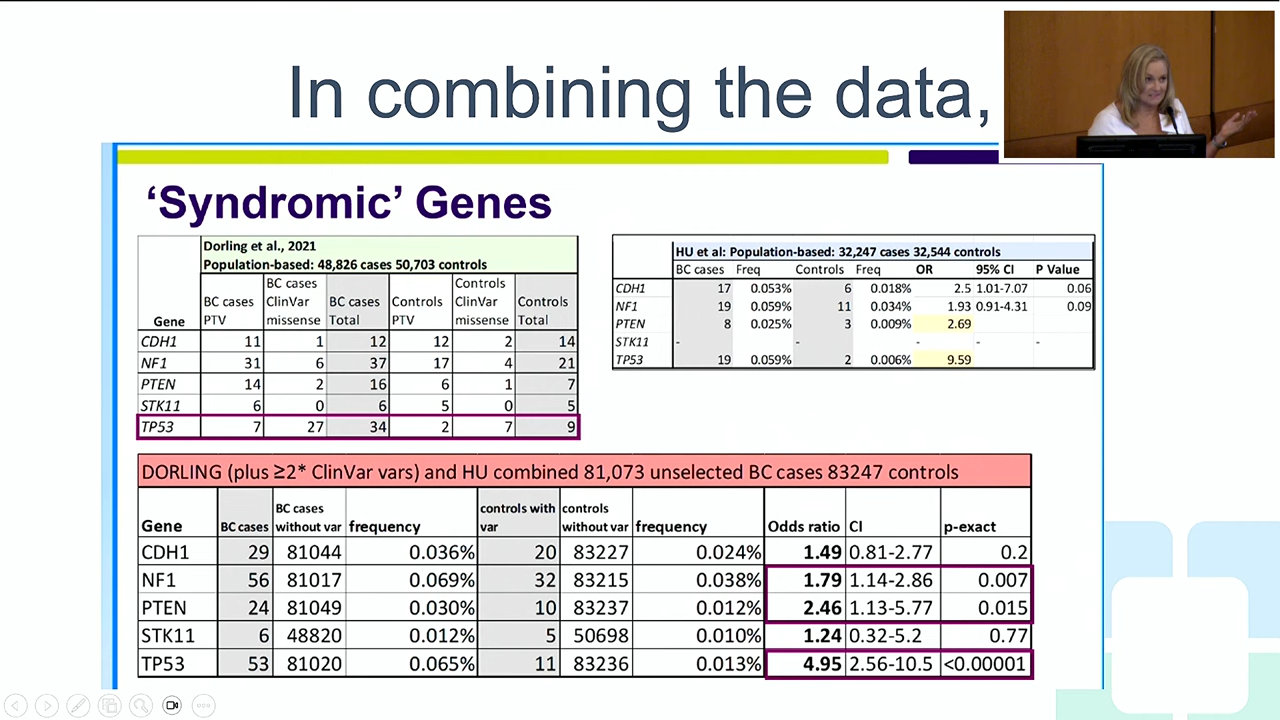 In combining the data,
‘Syndromic’ Genes
Dorling et al., 2021
Population-based: 48,826 cases 50,703 controls
Gene BC cases PTV BC cases ClinVar missense BC cases Total Controls PTV Controls ClinVar missense Controls Total
CDH1 11 1 12 12 2 14
NF1 31 6 37 17 4 21
PTEN 14 2 16 6 1 7
STK11 6 0 6 5 0 5
TP53 7 27 34 2 7 9
HU et al: Population-based: 32,247 cases 32,544 controls
BC cases Freq Controls Freq OR 95% CI P Value
CDH1 17 0.053% 6 0.018% 2.5 1.01-7.07 0.06
NF1 19 0.059% 11 0.034% 1.93 0.91-4.31 0.09
PTEN 8 0.025% 3 0.009% 2.69
STK11 - - - - -
TP53 19 0.059% 2 0.006% 9.59
DORLING (plus ≥2* ClinVar vars) and HU combined 81,073 unselected BC cases 83247 controls
Gene BC cases BC cases without var frequency controls with var controls without var frequency Odds ratio CI p-exact
CDH1 29 81044 0.036% 20 83227 0.024% 1.49 0.81-2.77 0.2
NF1 56 81017 0.069% 32 83215 0.038% 1.79 1.14-2.86 0.007
PTEN 24 81049 0.030% 10 83237 0.012% 2.46 1.13-5.77 0.015
STK11 6 48820 0.012% 5 50698 0.010% 1.24 0.32-5.2 0.77
TP53 53 81020 0.065% 11 83236 0.013% 4.95 2.56-10.5 <0.00001